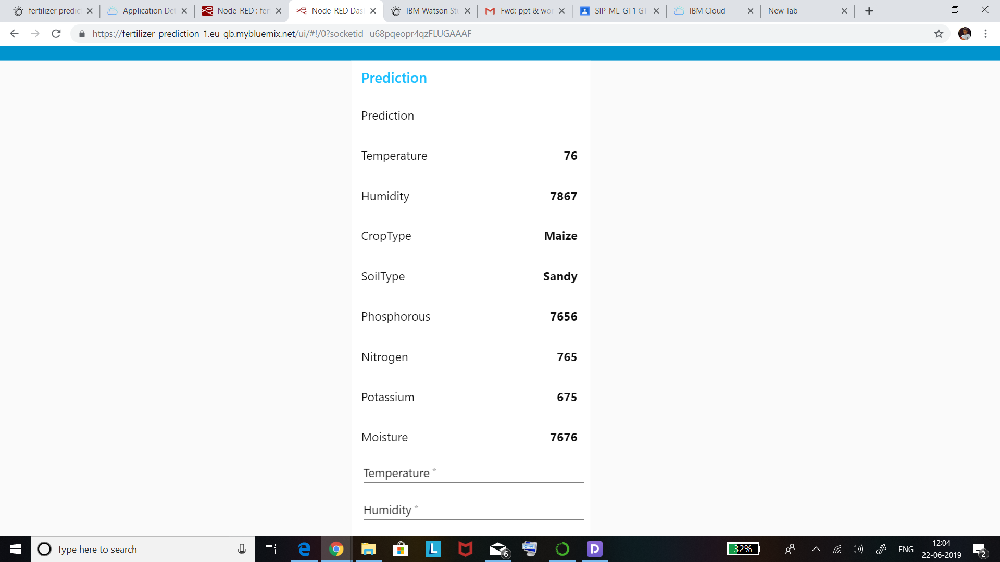 fertilizer predic
Application De
Node-RED : fer
Node-RED Das
IBM Watson Stu
Fwd: ppt & wor
SIP-ML-GT1 GT
IBM Cloud
New Tab
https://fertilizer-prediction-1.eu-gb.mybluemix.net/ui/#!/0?socketid=u68pqeopr4qzFLUGAAAF
Prediction
Prediction
Temperature 76
Humidity 7867
CropType Maize
SoilType Sandy
Phosphorous 7656
Nitrogen 765
Potassium 675
Moisture 7676
Temperature *
Humidity *
Type here to search
L
6
D
32%
ENG
12:04
22-06-2019
2